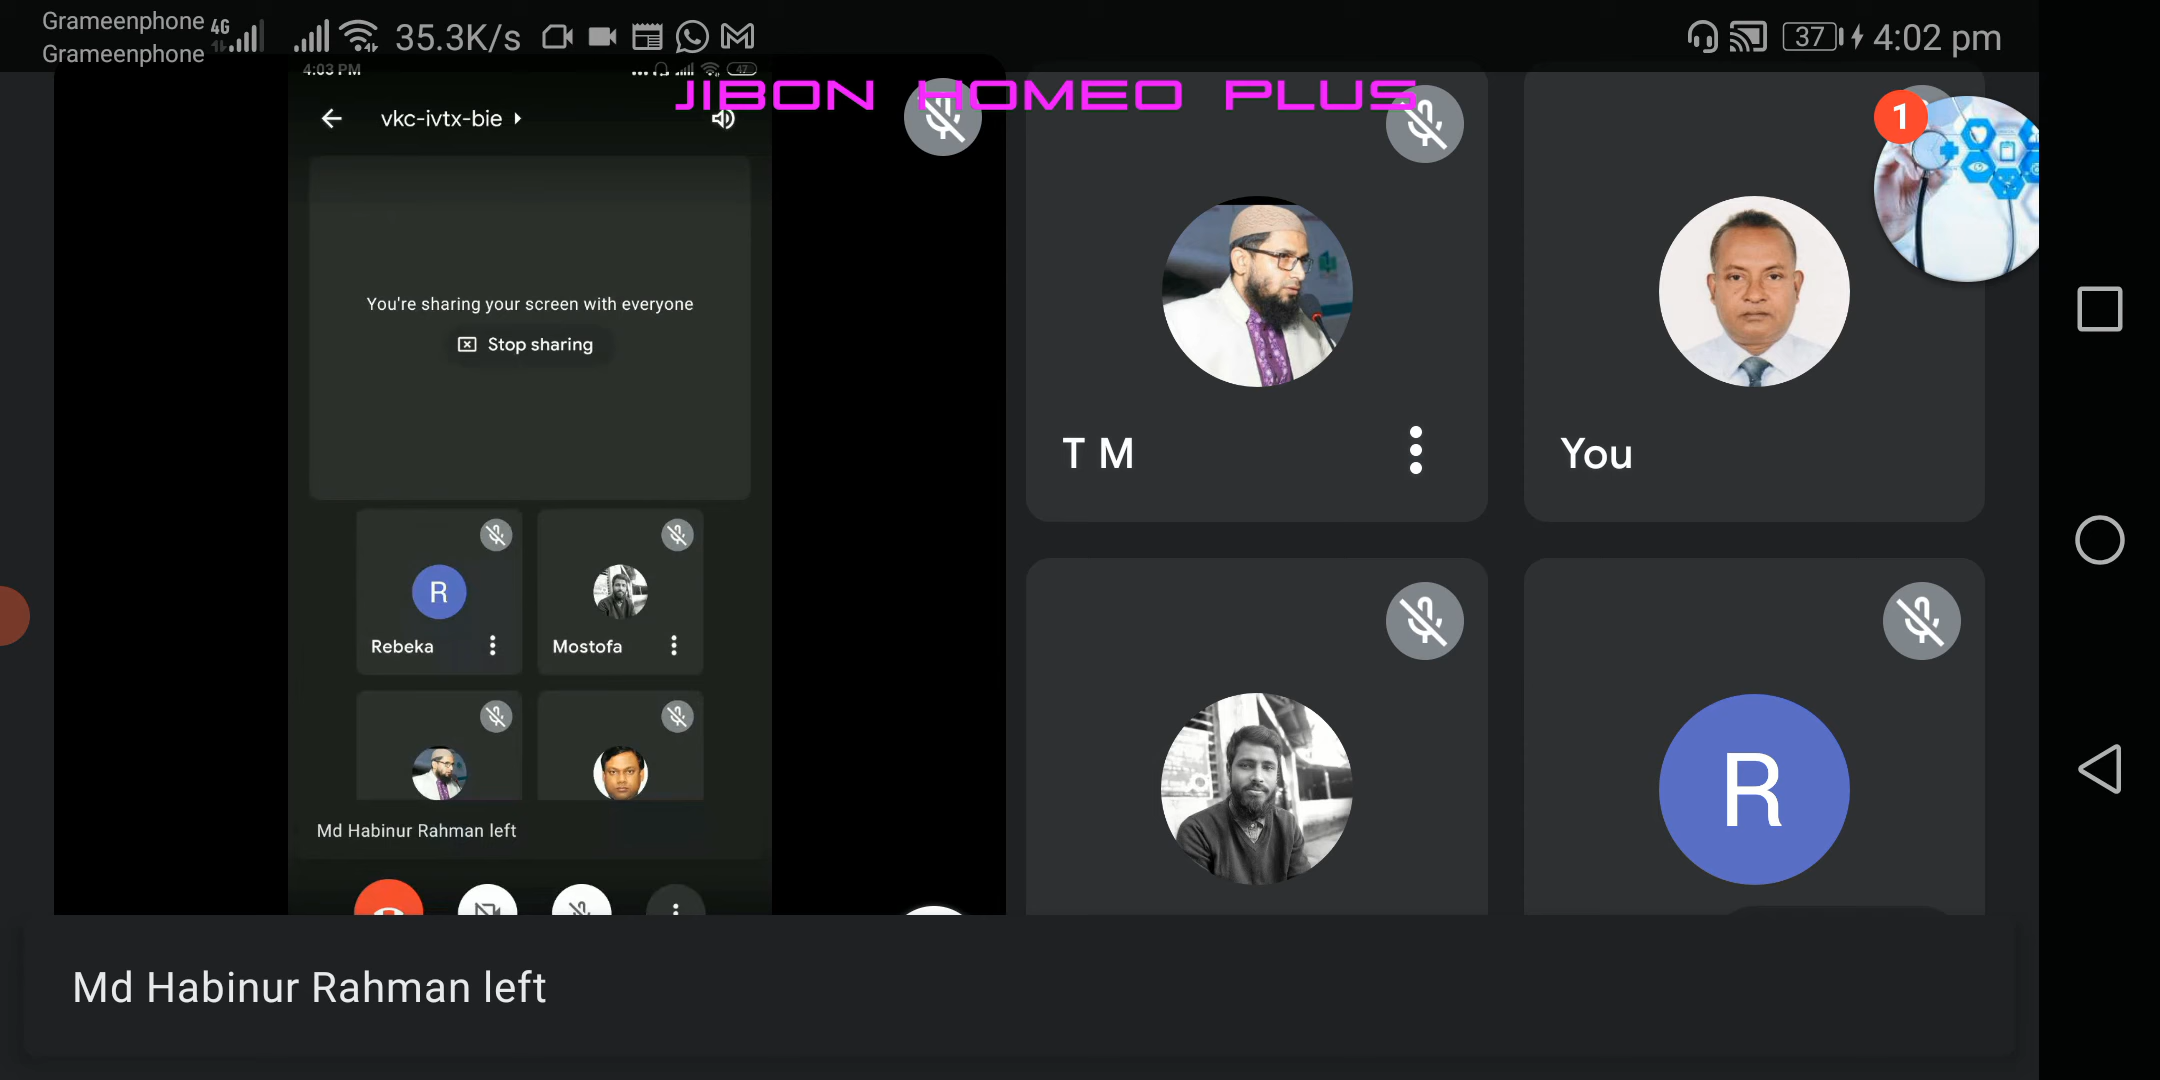 Grameenphone 4G
Grameenphone
35.3K/s
37
4:02 pm
4:03 PM
47
JIBON HOMEO PLUS
vkc-ivtx-bie
1
You're sharing your screen with everyone
Stop sharing
T M
You
R
Rebeka
Mostofa
R
Md Habinur Rahman left
Md Habinur Rahman left